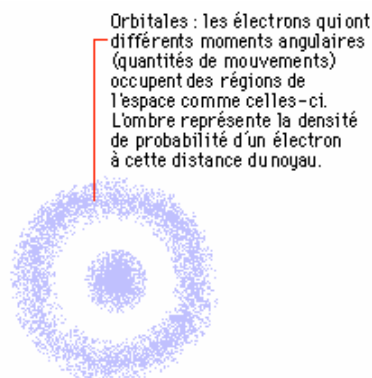 Orbitales : les électrons qui ont
différents moments angulaires
(quantités de mouvements)
occupent des régions de
l'espace comme celles-ci.
L'ombre représente la densité
de probabilité d'un électron
à cette distance du noyau.